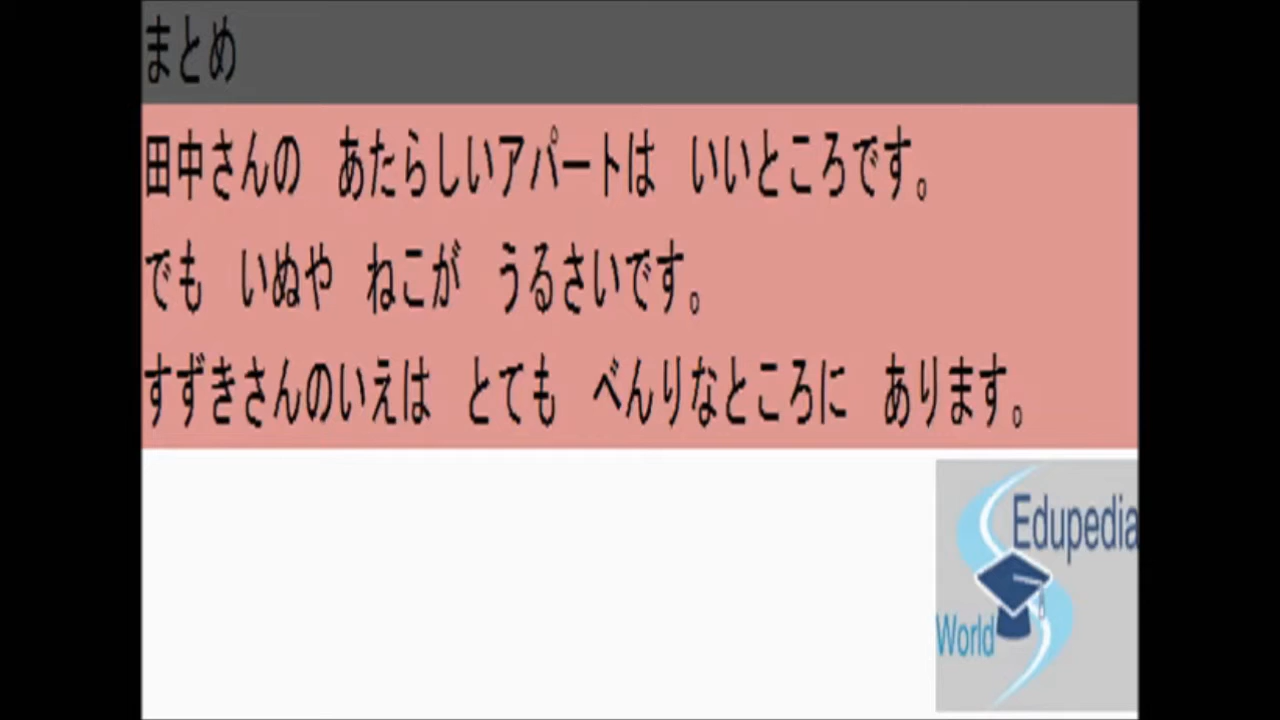 まとめ
田中さんの　あたらしいアパートは　いいところです。
でも　いぬや　ねこが　うるさいです。
すずきさんのいえは　とても　べんりなところに　あります。
Edupedia
World